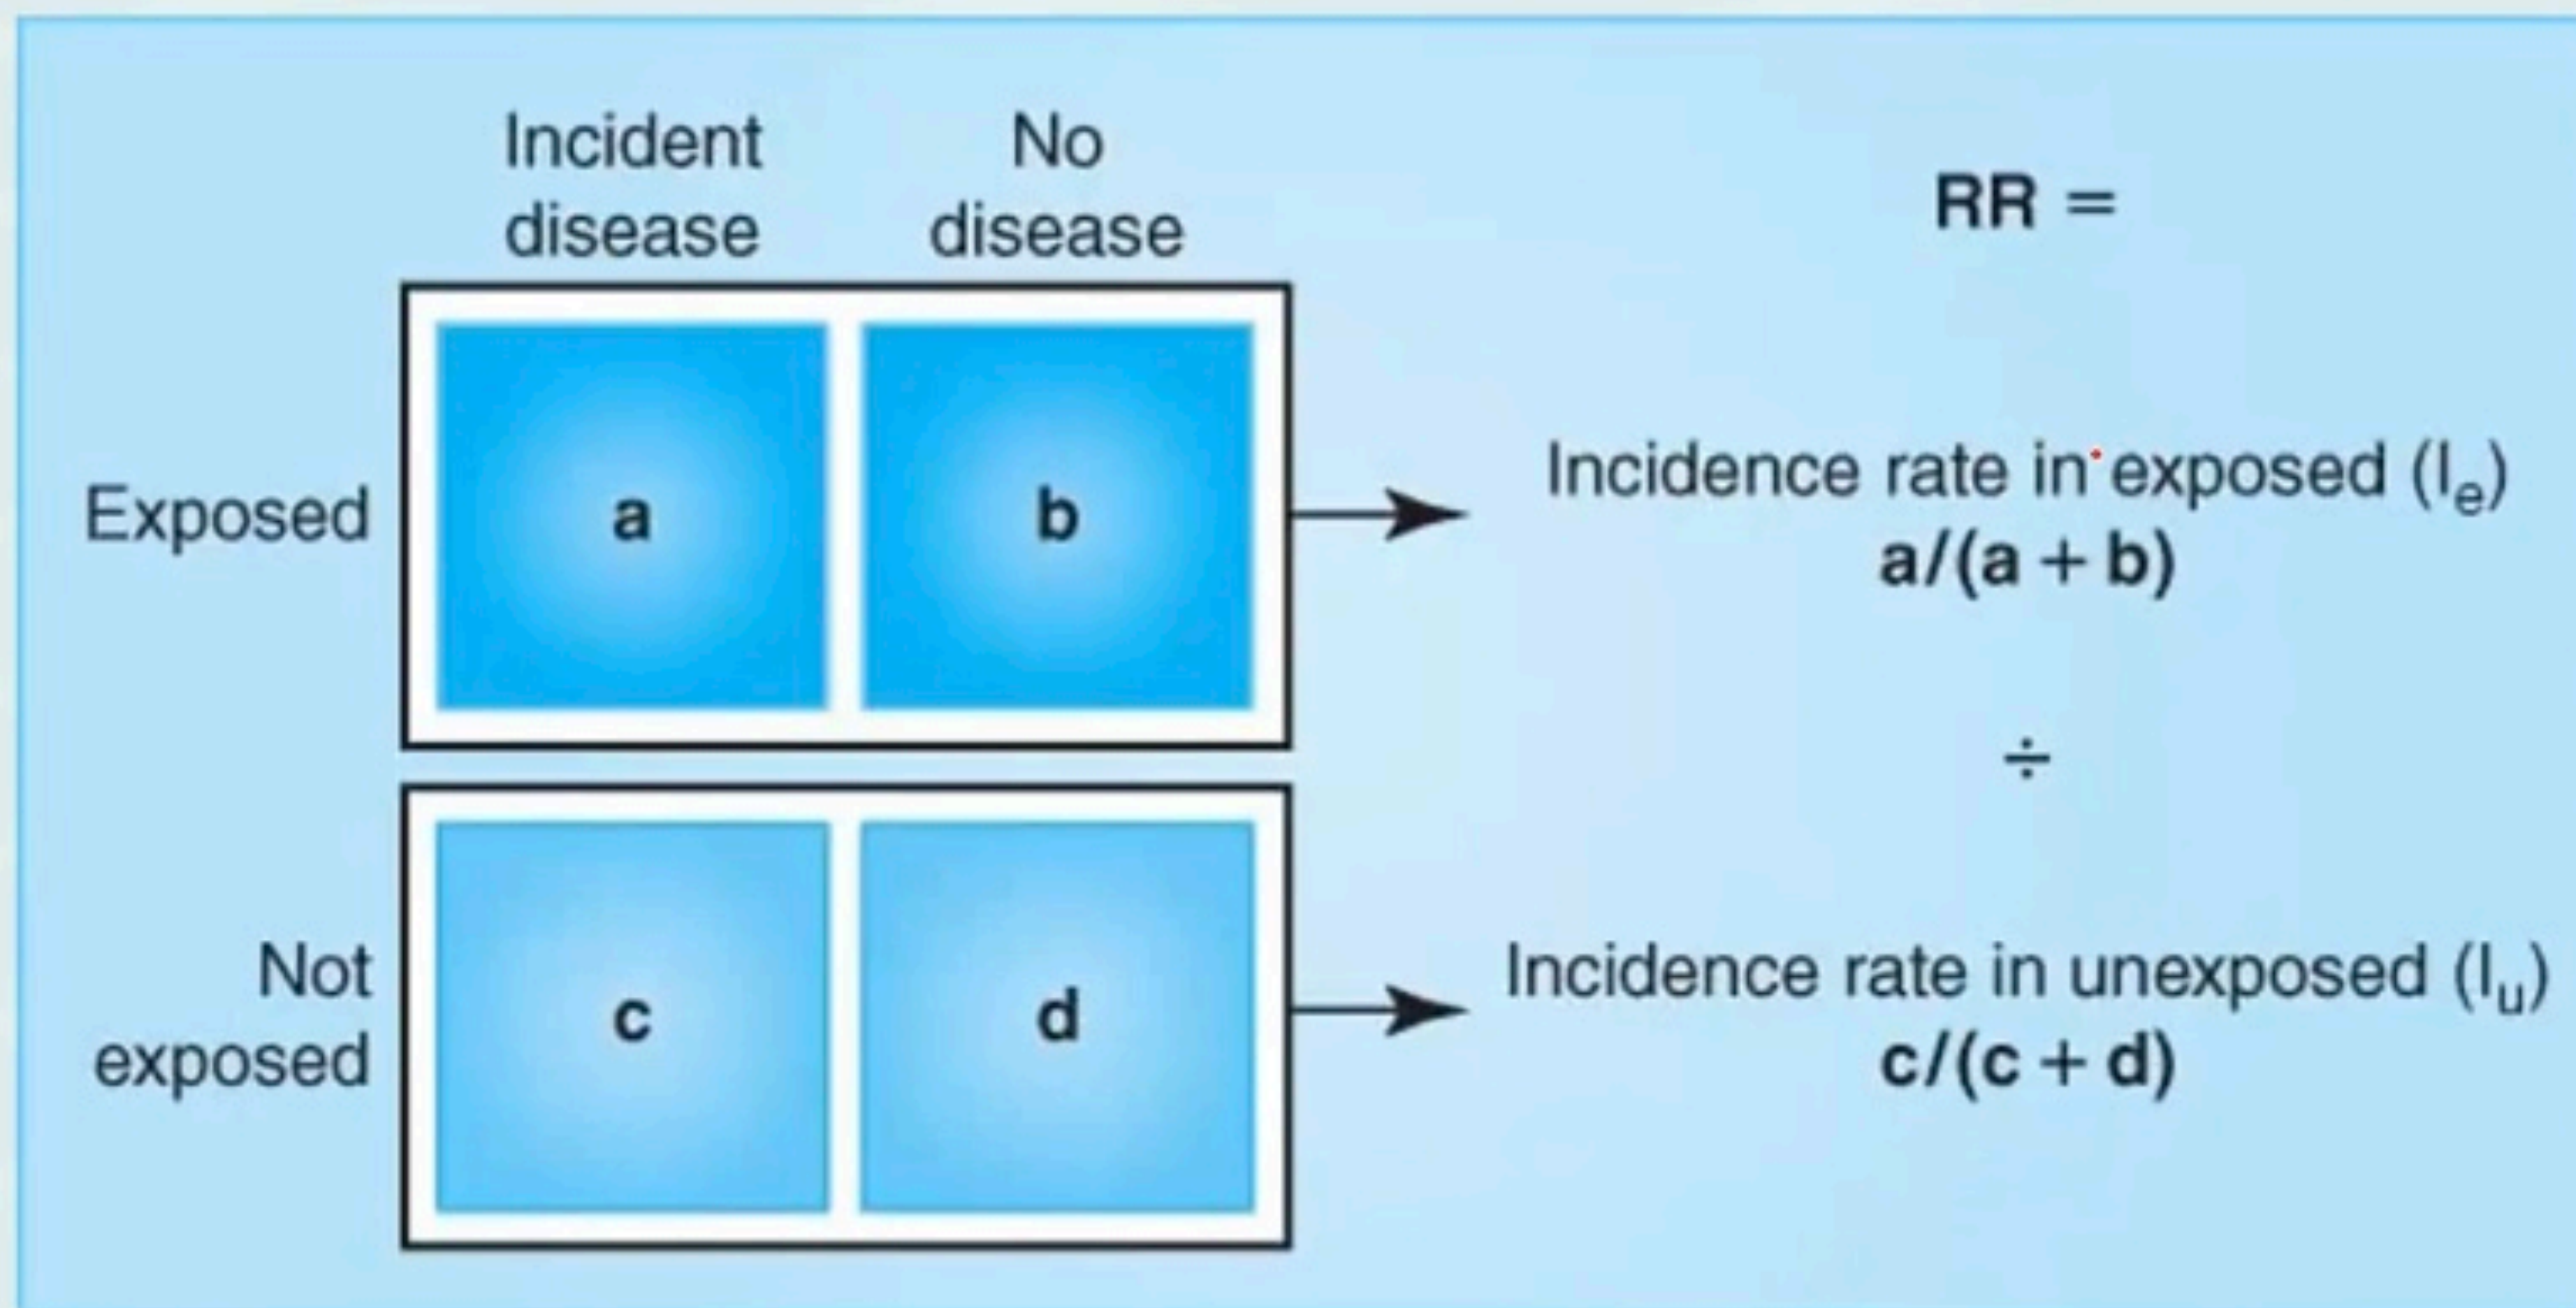 Incident
disease
No
disease
RR =
Exposed
a
b
Incidence rate in exposed (Ie)
a/(a + b)
÷
Not
exposed
c
d
Incidence rate in unexposed (Iu)
c/(c + d)